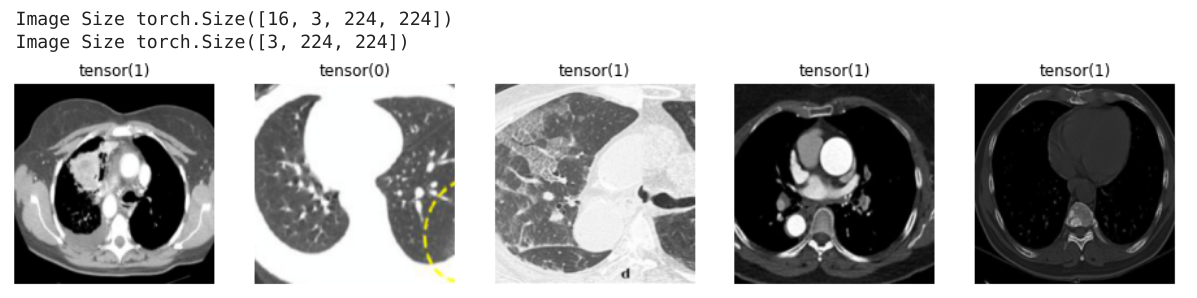 Image Size torch.Size([16, 3, 224, 224])
Image Size torch.Size([3, 224, 224])
tensor(1)
tensor(0)
tensor(1)
tensor(1)
tensor(1)
d